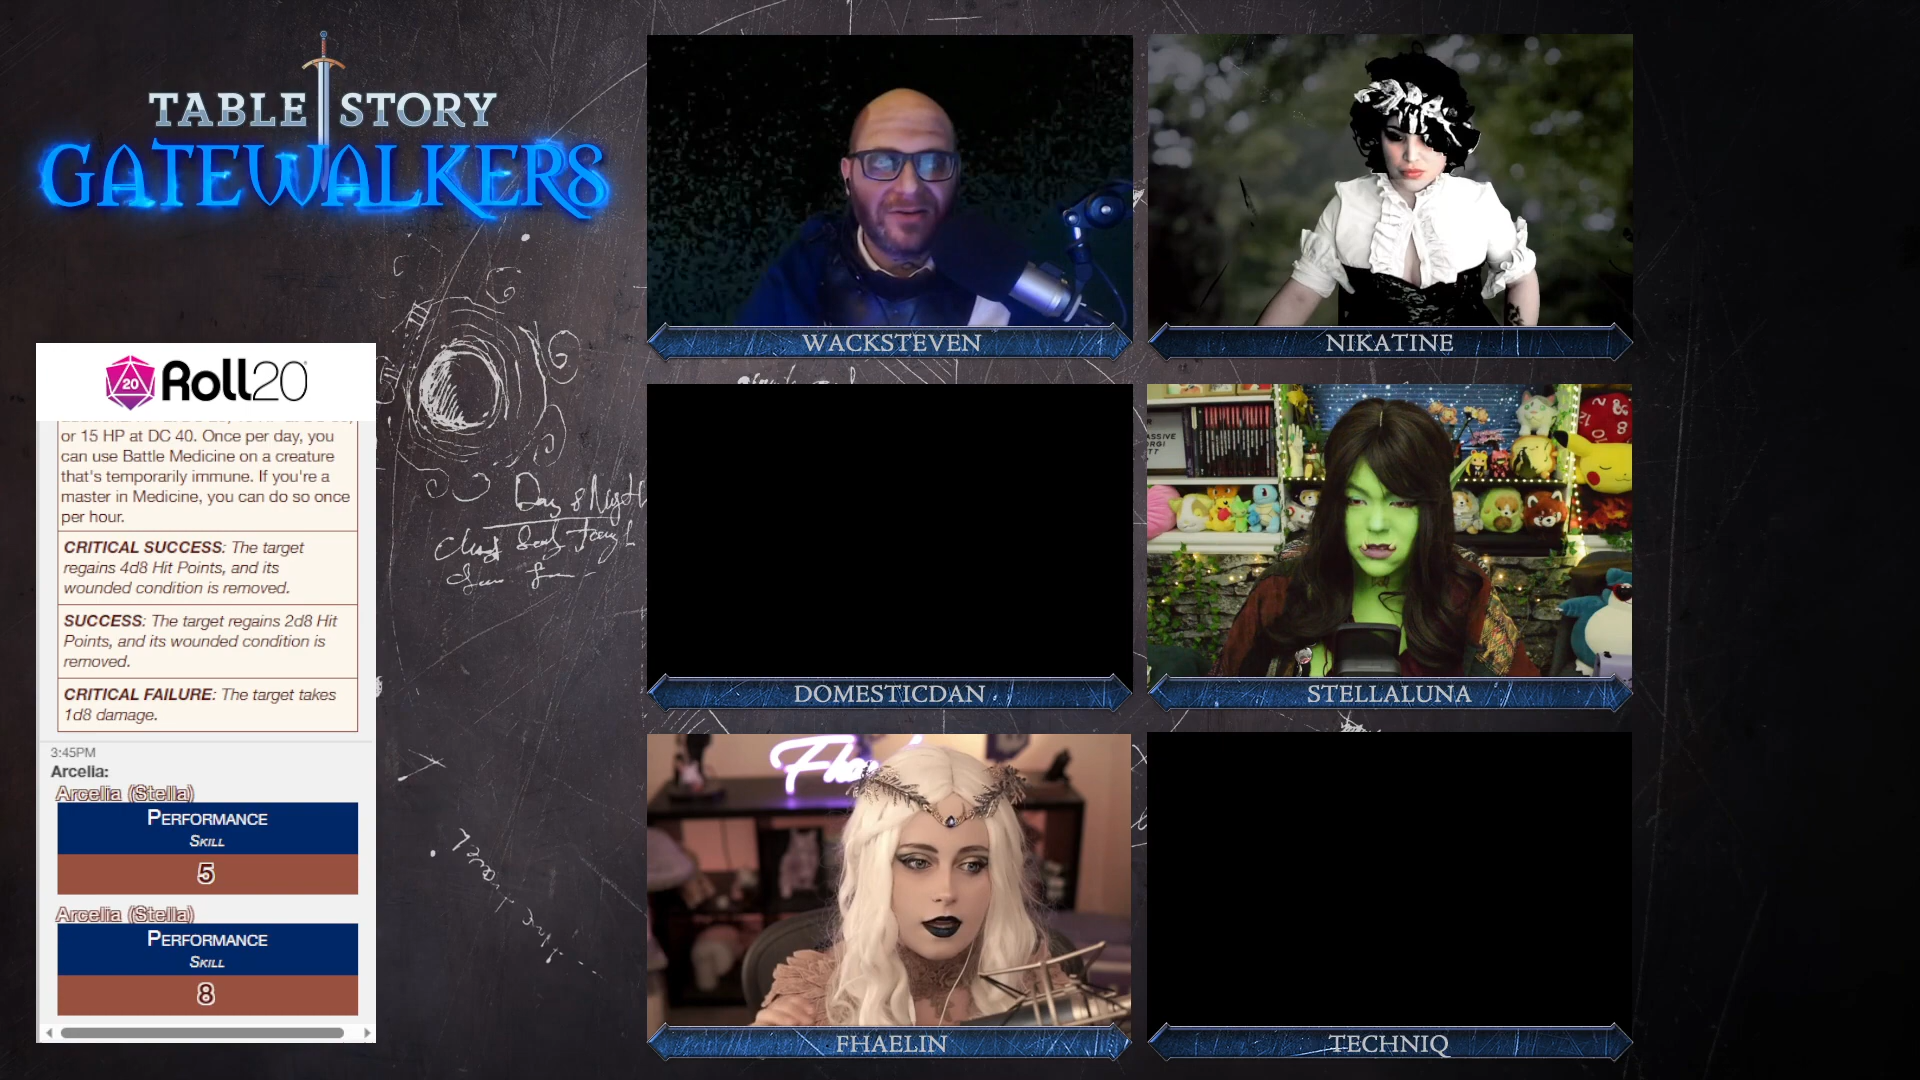 TABLE STORY
GATEWALKERS
20 Roll20
or 15 HP at DC 40. Once per day, you
can use Battle Medicine on a creature
that's temporarily immune. If you're a
master in Medicine, you can do so once
per hour.
CRITICAL SUCCESS: The target
regains 4d8 Hit Points, and its
wounded condition is removed.
SUCCESS: The target regains 2d8 Hit
Points, and its wounded condition is
removed.
CRITICAL FAILURE: The target takes
1d8 damage.
3:45PM
Arcelia:
Arcelia (Stella)
PERFORMANCE
SKILL
5
Arcelia (Stella)
PERFORMANCE
SKILL
8
Day & Night
WACKSTEVEN
NIKATINE
DOMESTICDAN
STELLALUNA
FHAELIN
TECHNIQ